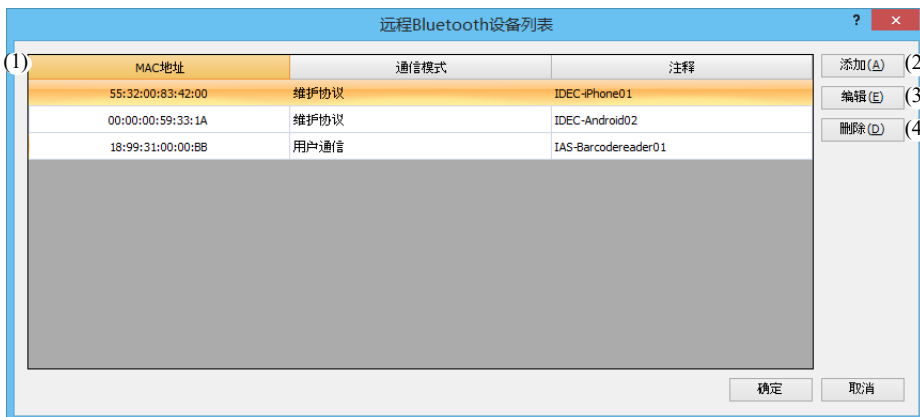 远程Bluetooth设备列表 ? ×
(1) MAC地址 通信模式 注释 添加(A) (2
55:32:00:83:42:00 维护协议 IDEC-iPhone01 编辑(E) (3
00:00:00:59:33:1A 维护协议 IDEC-Android02 删除(D) (4
18:99:31:00:00:BB 用户通信 IAS-Barcodereader01
确定 取消